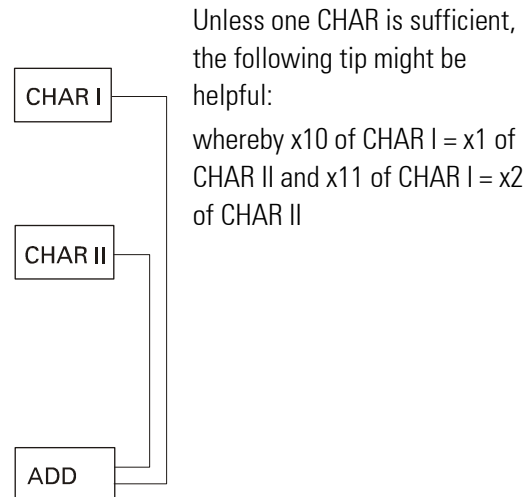 Unless one CHAR is sufficient,
the following tip might be
helpful:
whereby x10 of CHAR I = x1 of
CHAR II and x11 of CHAR I = x2
of CHAR II
CHAR I
CHAR II
ADD